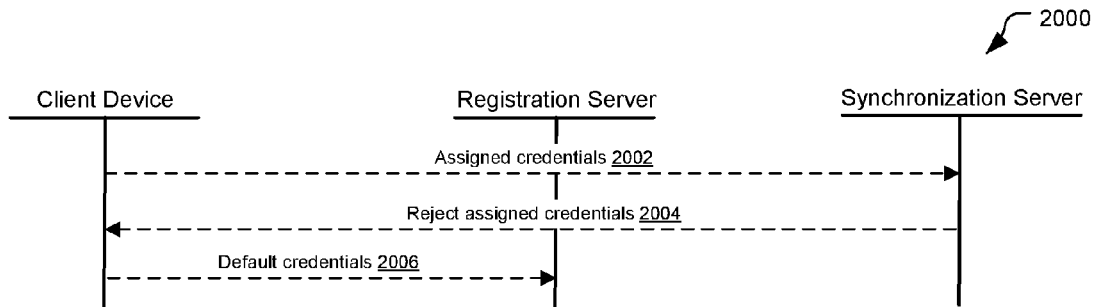 2000
Client Device
Registration Server
Synchronization Server
Assigned credentials 2002
Reject assigned credentials 2004
Default credentials 2006